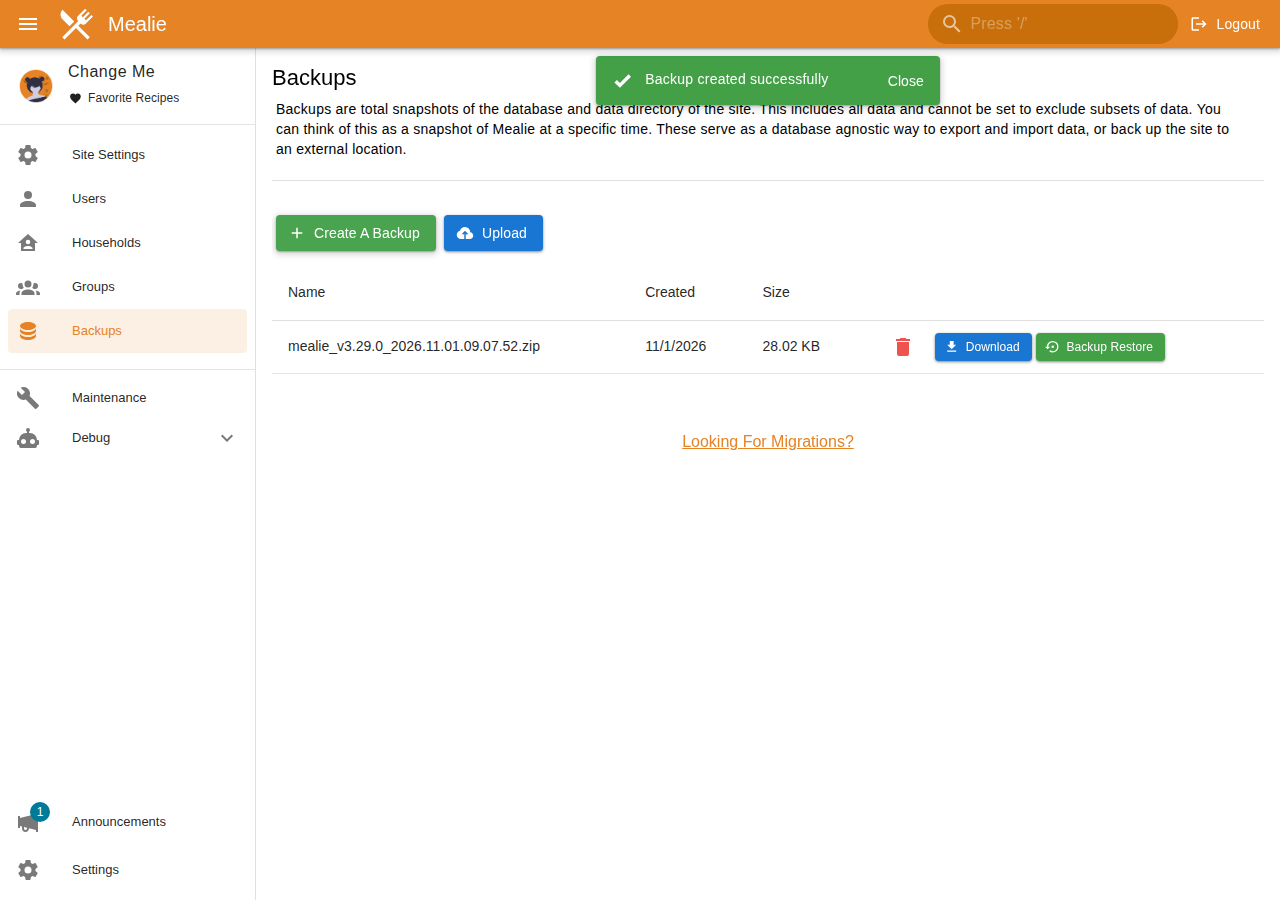 Mealie
Press '/'
Logout
Change Me
Favorite Recipes
Site Settings
Users
Households
Groups
Backups
Maintenance
Debug
1
Announcements
Settings
Backup created successfully
Close
Backups
Backups are total snapshots of the database and data directory of the site. This includes all data and cannot be set to exclude subsets of data. You
can think of this as a snapshot of Mealie at a specific time. These serve as a database agnostic way to export and import data, or back up the site to
an external location.
Create A Backup
Upload
Name Created Size
mealie_v3.29.0_2026.11.01.09.07.52.zip 11/1/2026 28.02 KB Download Backup Restore
Looking For Migrations?